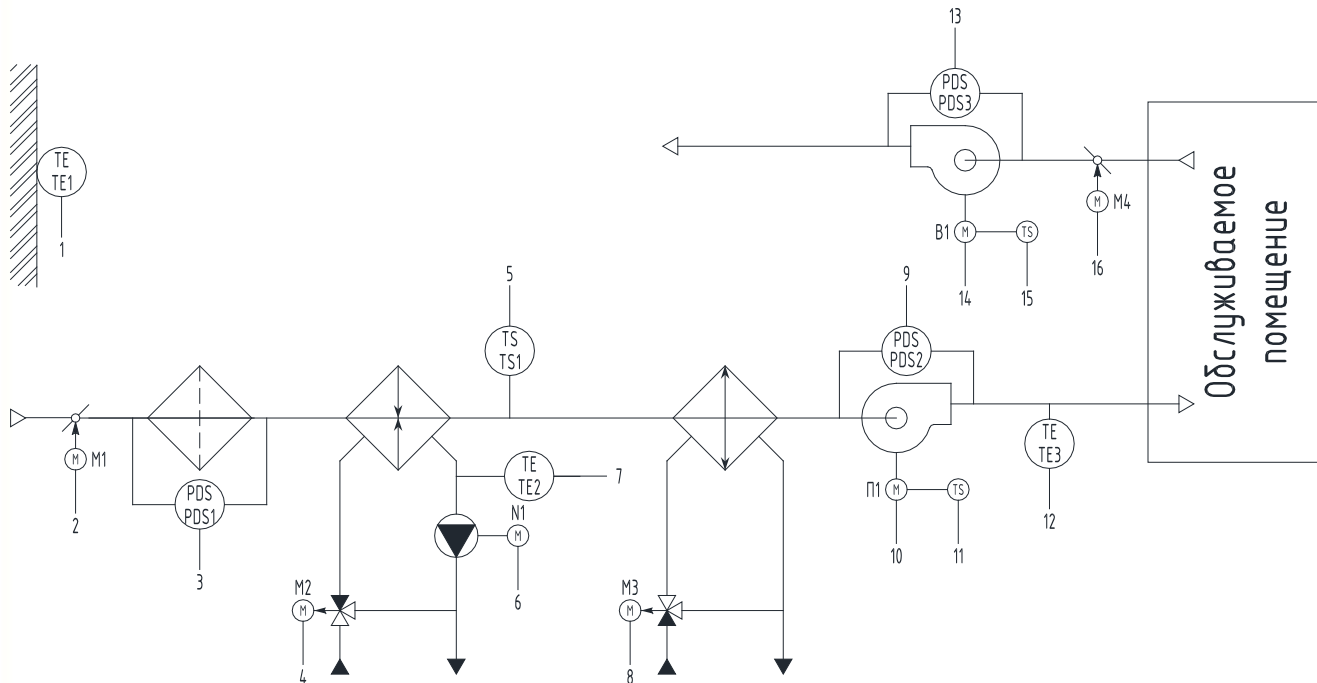 13
PDS
PDS3
TE
TE1
1
M
M4
16
В1
M
TS
14
15
Обслуживаемое
помещение
5
TS
TS1
9
PDS
PDS2
M
M1
2
PDS
PDS1
3
TE
TE2
7
N1
M
6
П1
M
TS
10
11
TE
TE3
12
M2
M
4
M3
M
8